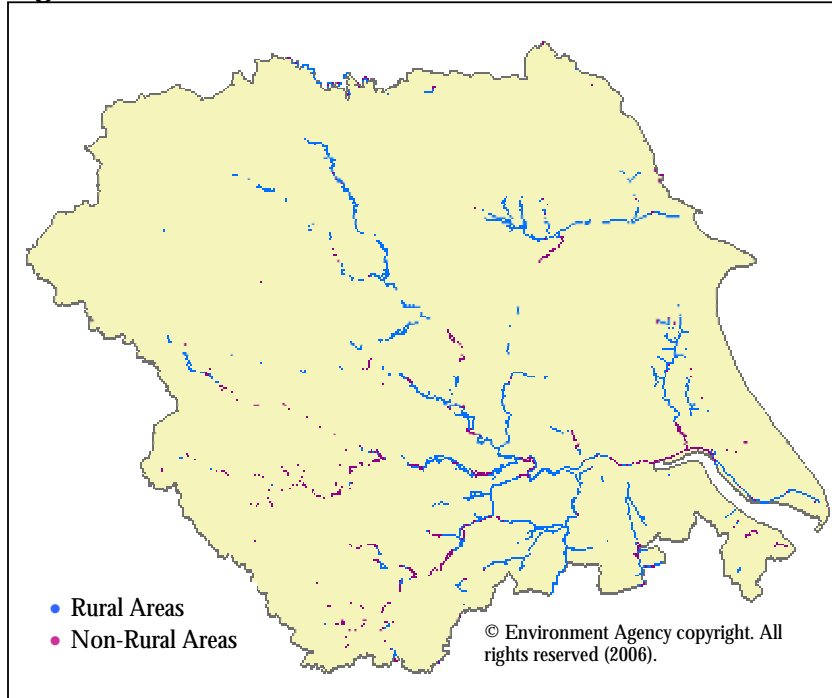 Rural Areas
Non-Rural Areas
© Environment Agency copyright. All
rights reserved (2006).